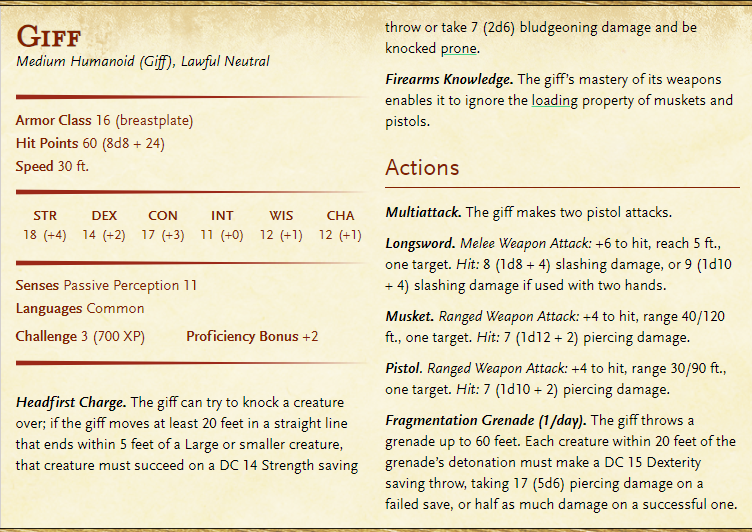 Giff
Medium Humanoid (Giff), Lawful Neutral
Armor Class 16 (breastplate)
Hit Points 60 (8d8 + 24)
Speed 30 ft.
STR DEX CON INT WIS CHA
18 (+4) 14 (+2) 17 (+3) 11 (+0) 12 (+1) 12 (+1)
Senses Passive Perception 11
Languages Common
Challenge 3 (700 XP) Proficiency Bonus +2
Headfirst Charge. The giff can try to knock a creature
over; if the giff moves at least 20 feet in a straight line
that ends within 5 feet of a Large or smaller creature,
that creature must succeed on a DC 14 Strength saving
throw or take 7 (2d6) bludgeoning damage and be
knocked prone.
Firearms Knowledge. The giff's mastery of its weapons
enables it to ignore the loading property of muskets and
pistols.
Actions
Multiattack. The giff makes two pistol attacks.
Longsword. Melee Weapon Attack: +6 to hit, reach 5 ft.,
one target. Hit: 8 (1d8 + 4) slashing damage, or 9 (1d10
+ 4) slashing damage if used with two hands.
Musket. Ranged Weapon Attack: +4 to hit, range 40/120
ft., one target. Hit: 7 (1d12 + 2) piercing damage.
Pistol. Ranged Weapon Attack: +4 to hit, range 30/90 ft.,
one target. Hit: 7 (1d10 + 2) piercing damage.
Fragmentation Grenade (1/day). The giff throws a
grenade up to 60 feet. Each creature within 20 feet of the
grenade's detonation must make a DC 15 Dexterity
saving throw, taking 17 (5d6) piercing damage on a
failed save, or half as much damage on a successful one.